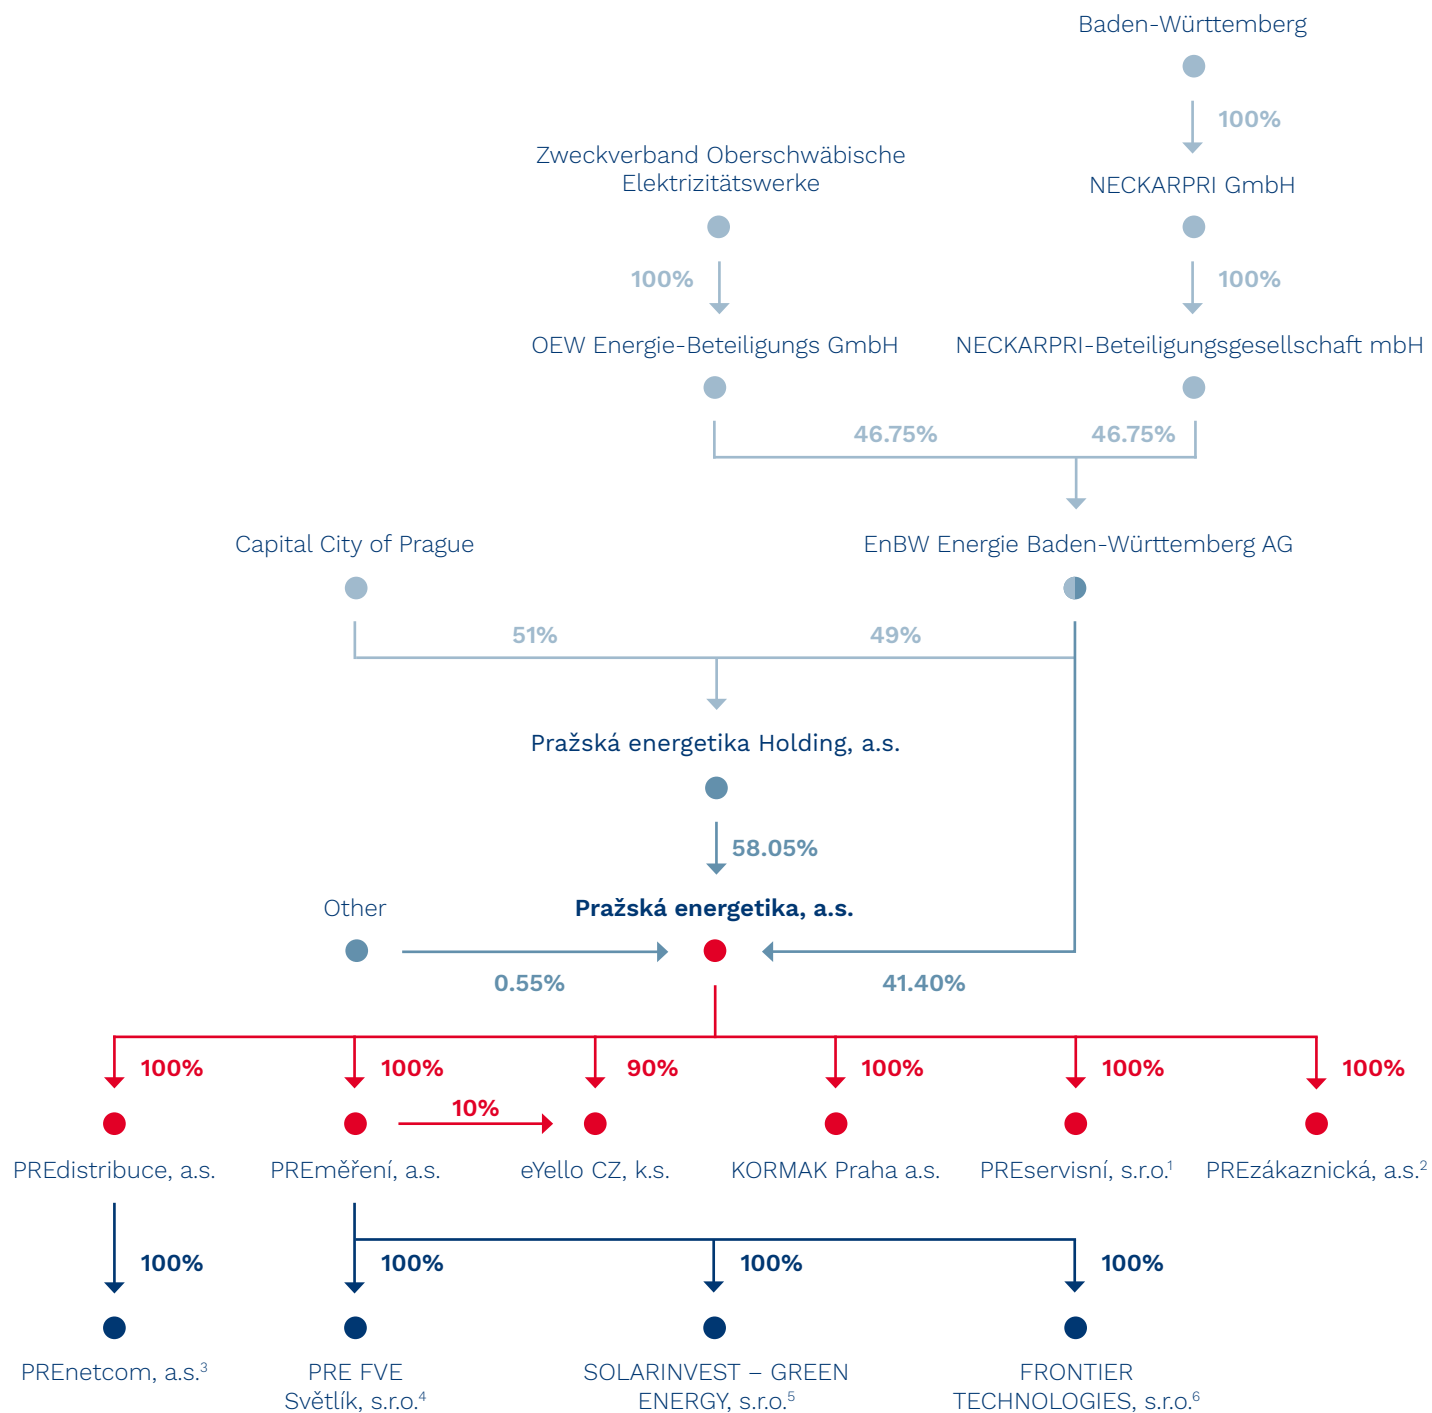 Baden-Württemberg
100%
Zweckverband Oberschwäbische
Elektrizitätswerke
NECKARPRI GmbH
100%
100%
OEW Energie-Beteiligungs GmbH
NECKARPRI-Beteiligungsgesellschaft mbH
46.75%
46.75%
Capital City of Prague
EnBW Energie Baden-Württemberg AG
51%
49%
Pražská energetika Holding, a.s.
58.05%
Other
Pražská energetika, a.s.
0.55%
41.40%
100%
100%
90%
100%
100%
100%
10%
PREdistribuce, a.s.
PREměření, a.s.
eYello CZ, k.s.
KORMAK Praha a.s.
PREservisní, s.r.o.¹
PREzákaznická, a.s.²
100%
100%
100%
100%
PREnetcom, a.s.³
PRE FVE
Světlík, s.r.o.⁴
SOLARINVEST – GREEN
ENERGY, s.r.o.⁵
FRONTIER
TECHNOLOGIES, s.r.o.⁶